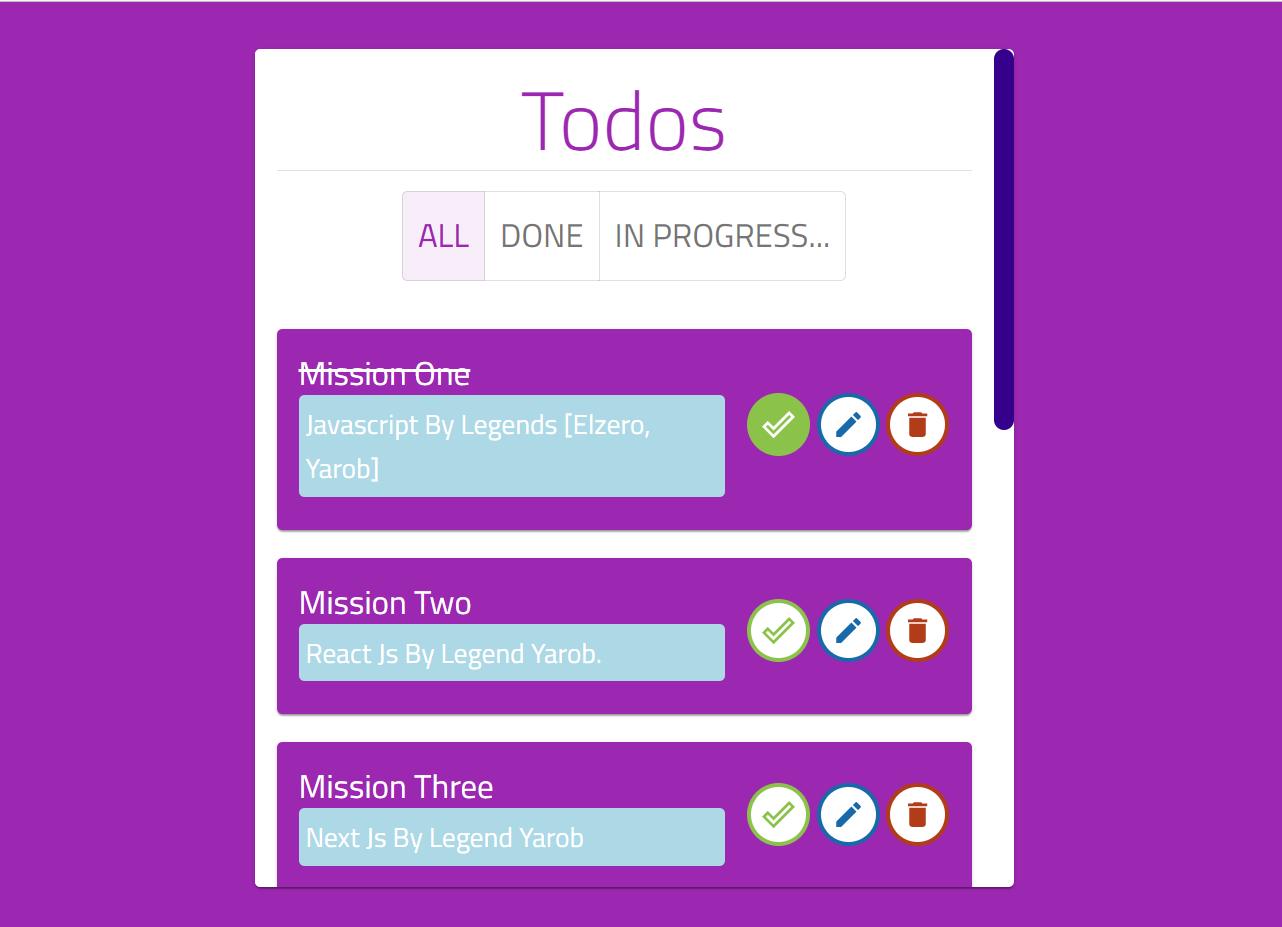 Todos
ALL
DONE
IN PROGRESS...
Mission One
Javascript By Legends [Elzero,
Yarob]
Mission Two
React Js By Legend Yarob.
Mission Three
Next Js By Legend Yarob